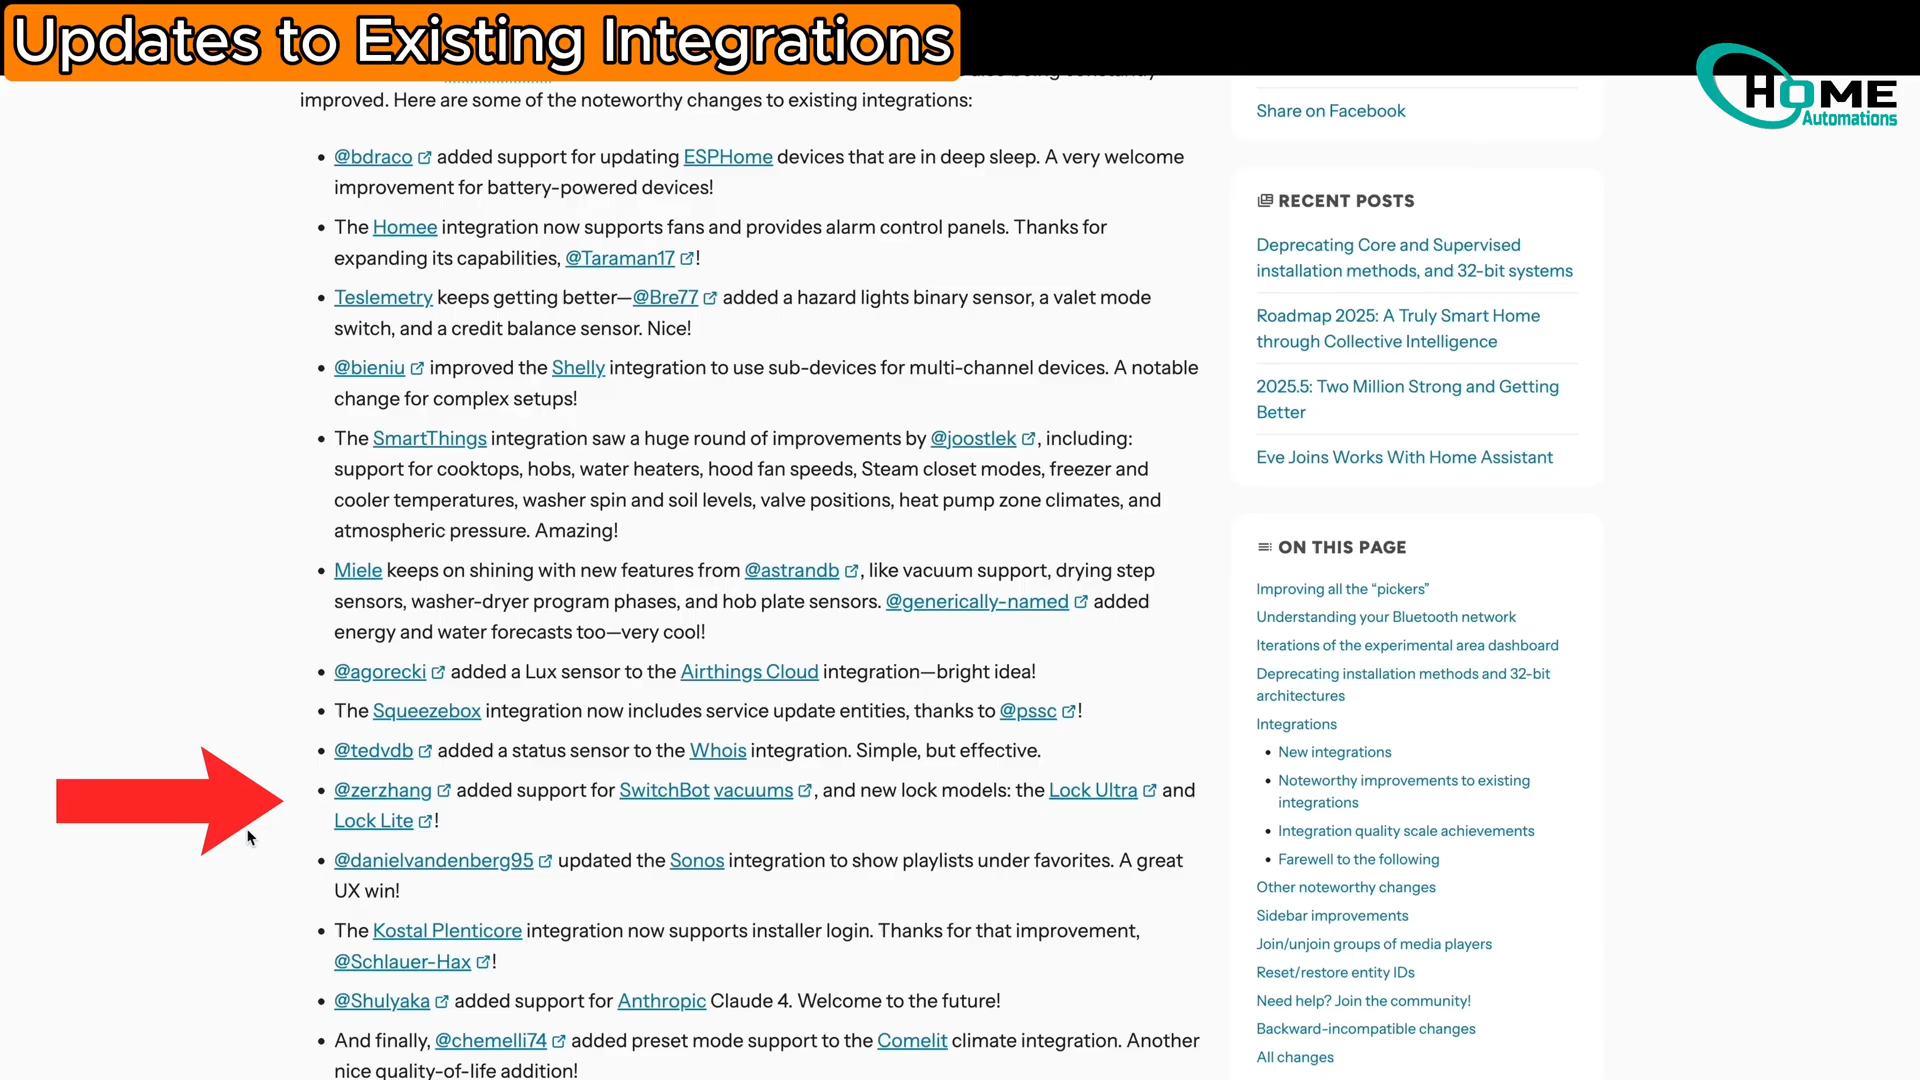 Updates to Existing Integrations
HOME
Automations
improved. Here are some of the noteworthy changes to existing integrations:
• @bdraco added support for updating ESPHome devices that are in deep sleep. A very welcome
improvement for battery-powered devices!
• The Homee integration now supports fans and provides alarm control panels. Thanks for
expanding its capabilities, @Taraman17 !
• Teslemetry keeps getting better—@Bre77 added a hazard lights binary sensor, a valet mode
switch, and a credit balance sensor. Nice!
• @bieniu improved the Shelly integration to use sub-devices for multi-channel devices. A notable
change for complex setups!
• The SmartThings integration saw a huge round of improvements by @joostlek , including:
support for cooktops, hobs, water heaters, hood fan speeds, Steam closet modes, freezer and
cooler temperatures, washer spin and soil levels, valve positions, heat pump zone climates, and
atmospheric pressure. Amazing!
• Miele keeps on shining with new features from @astrandb , like vacuum support, drying step
sensors, washer-dryer program phases, and hob plate sensors. @generically-named added
energy and water forecasts too—very cool!
• @agorecki added a Lux sensor to the Airthings Cloud integration—bright idea!
• The Squeezebox integration now includes service update entities, thanks to @pssc !
• @tedvdb added a status sensor to the Whois integration. Simple, but effective.
• @zerzhang added support for SwitchBot vacuums , and new lock models: the Lock Ultra and
Lock Lite !
• @danielvandenberg95 updated the Sonos integration to show playlists under favorites. A great
UX win!
• The Kostal Plenticore integration now supports installer login. Thanks for that improvement,
@Schlauer-Hax !
• @Shulyaka added support for Anthropic Claude 4. Welcome to the future!
• And finally, @chemelli74 added preset mode support to the Comelit climate integration. Another
nice quality-of-life addition!
Share on Facebook
RECENT POSTS
Deprecating Core and Supervised
installation methods, and 32-bit systems
Roadmap 2025: A Truly Smart Home
through Collective Intelligence
2025.5: Two Million Strong and Getting
Better
Eve Joins Works With Home Assistant
ON THIS PAGE
Improving all the “pickers”
Understanding your Bluetooth network
Iterations of the experimental area dashboard
Deprecating installation methods and 32-bit
architectures
Integrations
• New integrations
• Noteworthy improvements to existing
integrations
• Integration quality scale achievements
• Farewell to the following
Other noteworthy changes
Sidebar improvements
Join/unjoin groups of media players
Reset/restore entity IDs
Need help? Join the community!
Backward-incompatible changes
All changes